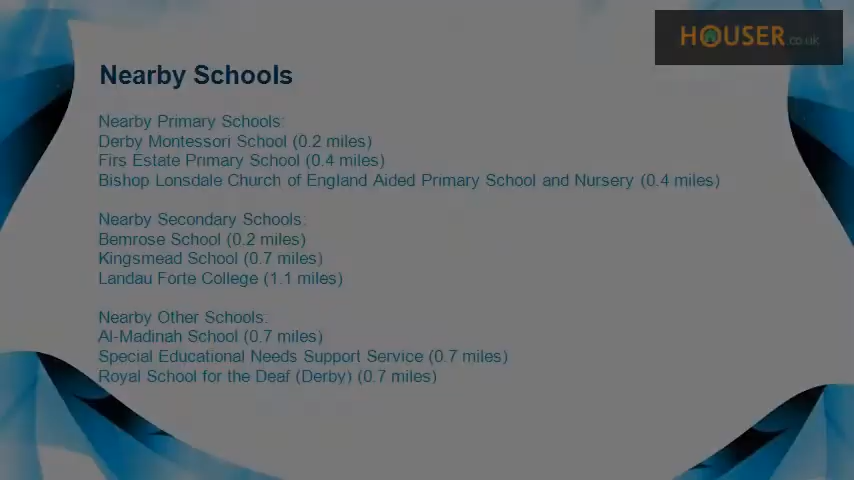 HOUSER.co.uk
Nearby Schools
Nearby Primary Schools:
Derby Montessori School (0.2 miles)
Firs Estate Primary School (0.4 miles)
Bishop Lonsdale Church of England Aided Primary School and Nursery (0.4 miles)
Nearby Secondary Schools:
Bemrose School (0.2 miles)
Kingsmead School (0.7 miles)
Landau Forte College (1.1 miles)
Nearby Other Schools:
Al-Madinah School (0.7 miles)
Special Educational Needs Support Service (0.7 miles)
Royal School for the Deaf (Derby) (0.7 miles)